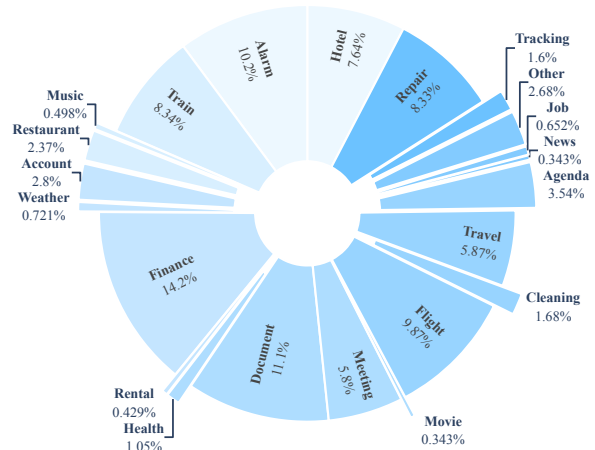 Hotel
7.64%
Repair
8.33%
Tracking
1.6%
Other
2.68%
Job
0.652%
News
0.343%
Agenda
3.54%
Travel
5.87%
Cleaning
1.68%
Flight
9.87%
Movie
0.343%
Meeting
5.8%
Document
11.1%
Health
1.05%
Rental
0.429%
Finance
14.2%
Weather
0.721%
Account
2.8%
Restaurant
2.37%
Music
0.498%
Train
8.34%
Alarm
10.2%